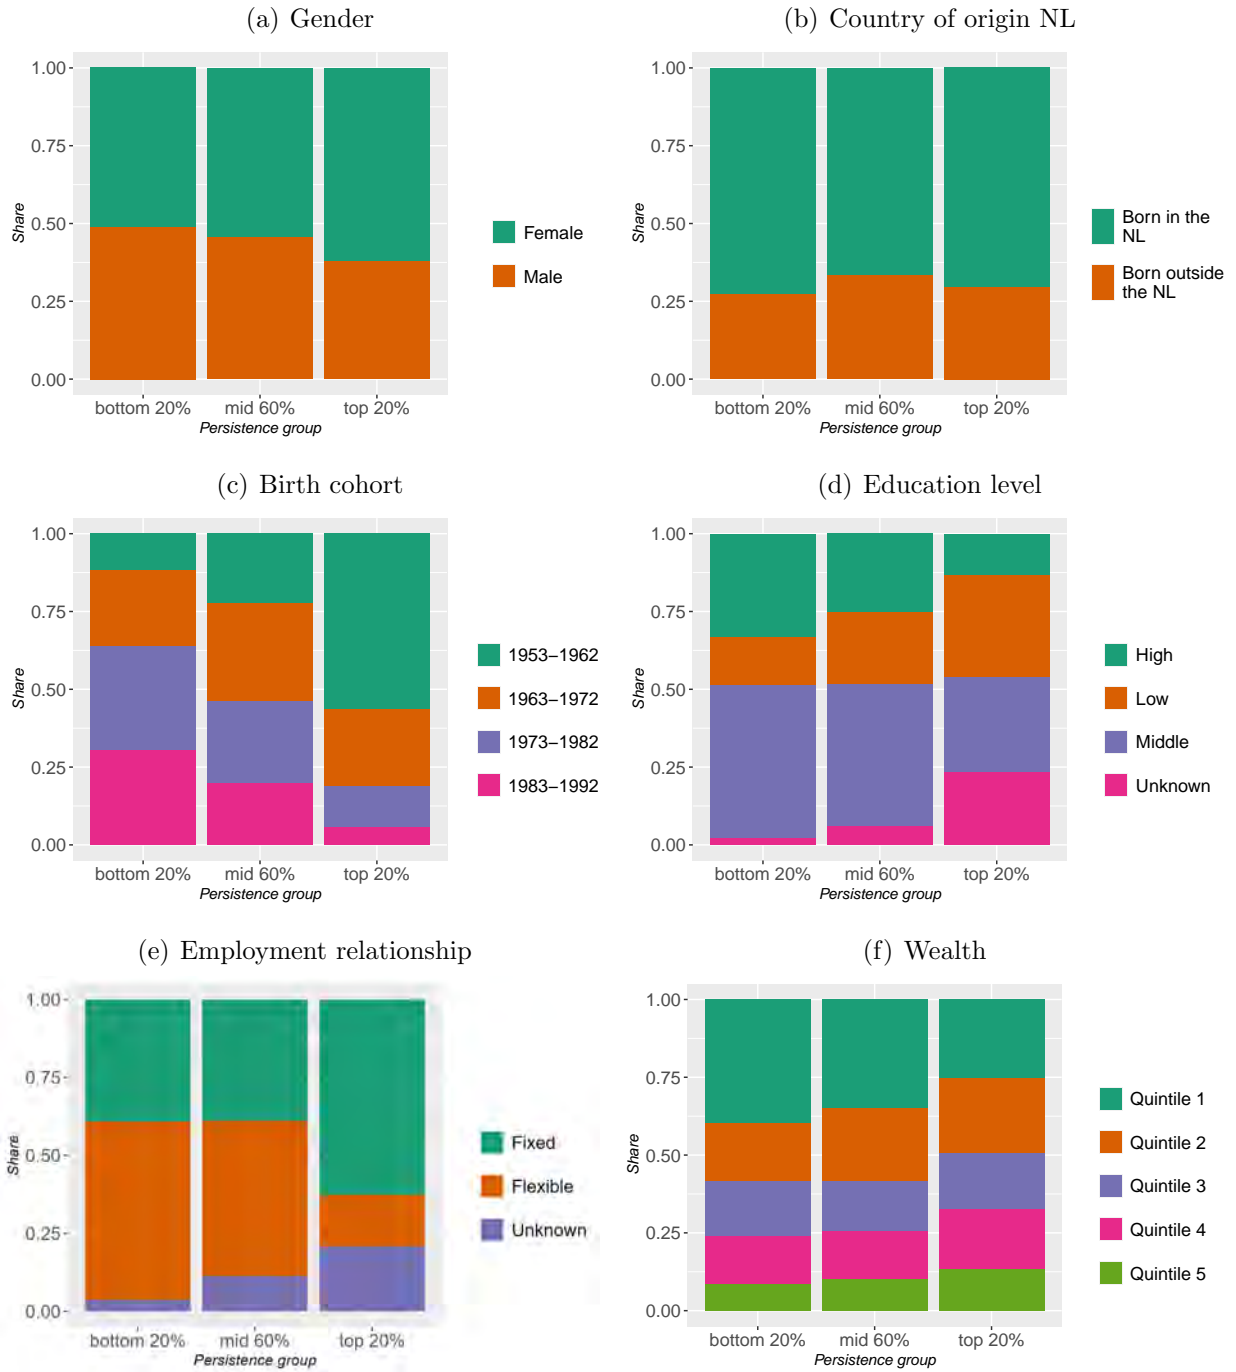 (a) Gender
1.00
0.75
0.50
0.25
0.00
Share
bottom 20% mid 60% top 20%
Persistence group
Female
Male
(b) Country of origin NL
1.00
0.75
0.50
0.25
0.00
Share
bottom 20% mid 60% top 20%
Persistence group
Born in the
NL
Born outside
the NL
(c) Birth cohort
1.00
0.75
0.50
0.25
0.00
Share
bottom 20% mid 60% top 20%
Persistence group
1953–1962
1963–1972
1973–1982
1983–1992
(d) Education level
1.00
0.75
0.50
0.25
0.00
Share
bottom 20% mid 60% top 20%
Persistence group
High
Low
Middle
Unknown
(e) Employment relationship
1.00
0.75
0.50
0.25
0.00
Share
bottom 20% mid 60% top 20%
Persistence group
Fixed
Flexible
Unknown
(f) Wealth
1.00
0.75
0.50
0.25
0.00
Share
bottom 20% mid 60% top 20%
Persistence group
Quintile 1
Quintile 2
Quintile 3
Quintile 4
Quintile 5